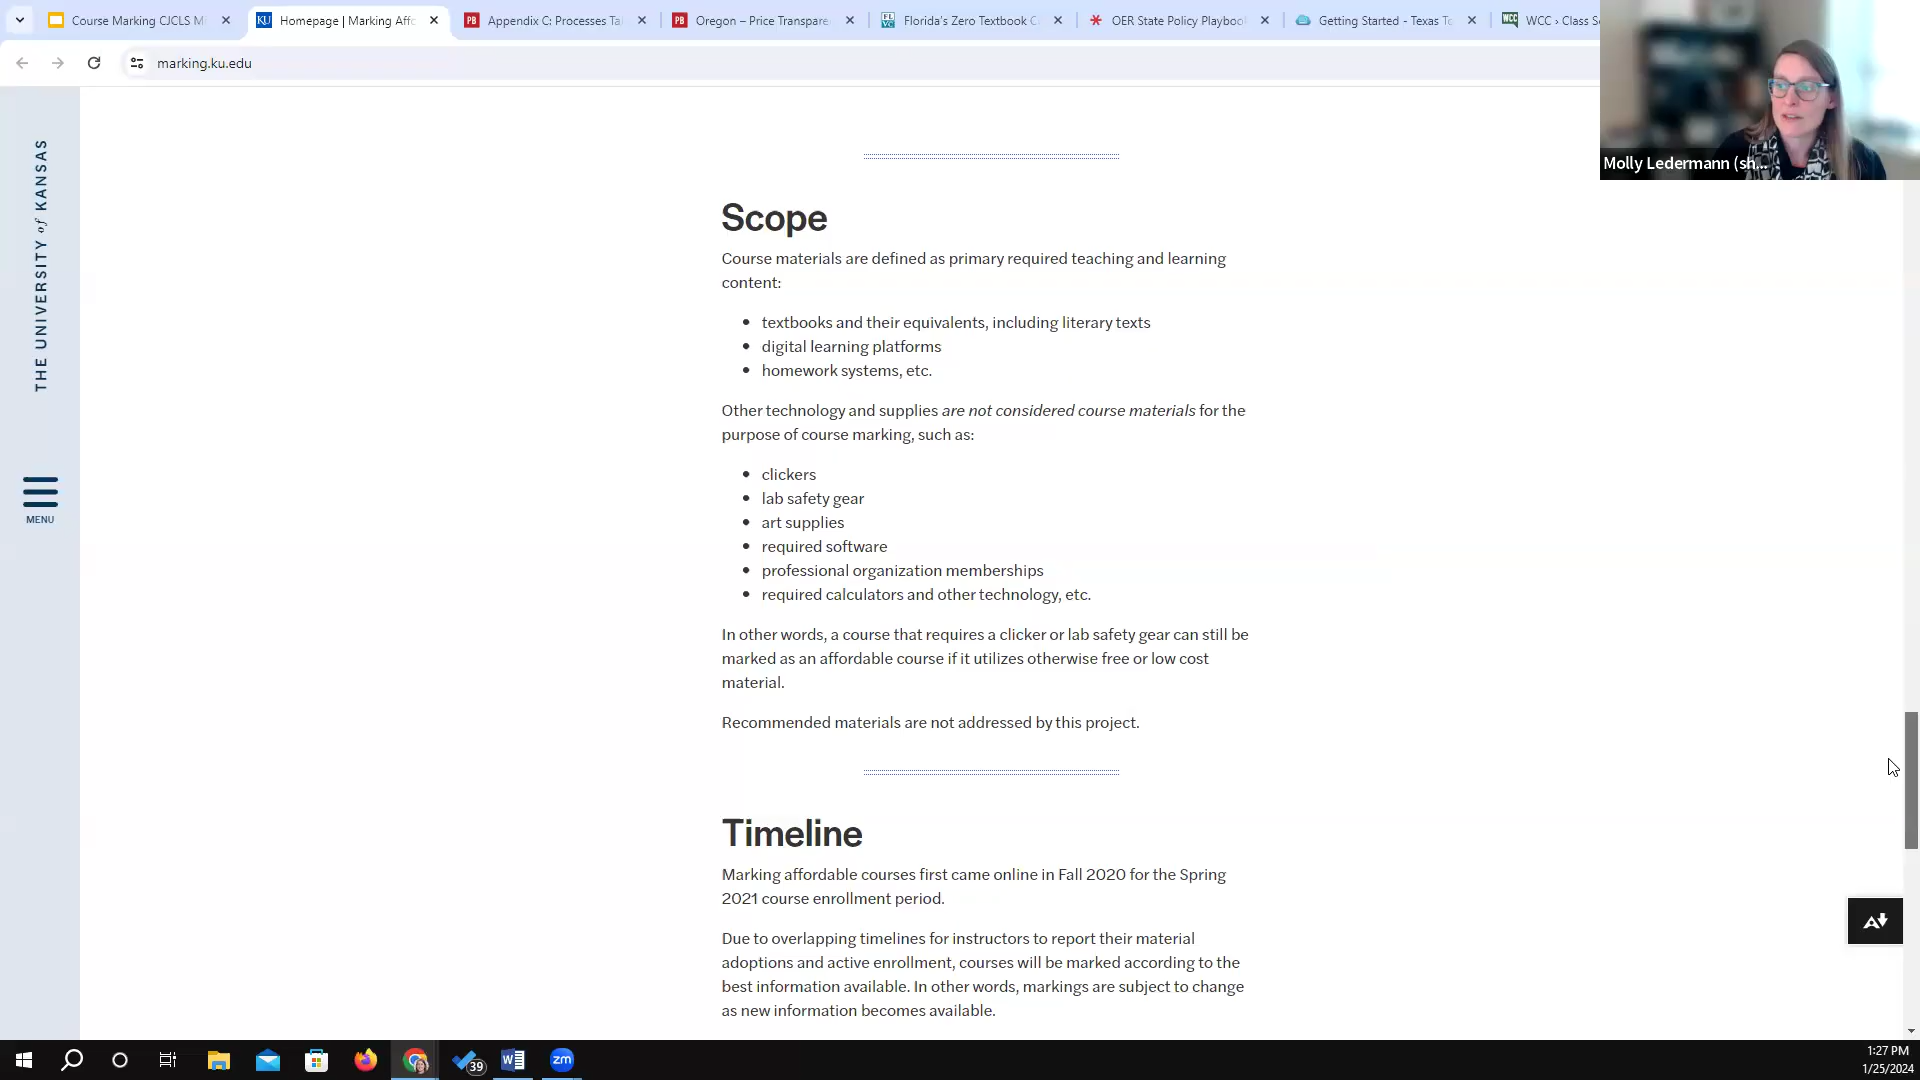 Course Marking CJCLS M
Homepage | Marking Affo
Appendix C: Processes Ta
Oregon – Price Transpare
Florida's Zero Textbook C
OER State Policy Playboo
Getting Started - Texas To
WCC › Class Se
marking.ku.edu
Molly Ledermann (sh...
THE UNIVERSITY of KANSAS
MENU
Scope
Course materials are defined as primary required teaching and learning
content:
• textbooks and their equivalents, including literary texts
• digital learning platforms
• homework systems, etc.
Other technology and supplies are not considered course materials for the
purpose of course marking, such as:
• clickers
• lab safety gear
• art supplies
• required software
• professional organization memberships
• required calculators and other technology, etc.
In other words, a course that requires a clicker or lab safety gear can still be
marked as an affordable course if it utilizes otherwise free or low cost
material.
Recommended materials are not addressed by this project.
Timeline
Marking affordable courses first came online in Fall 2020 for the Spring
2021 course enrollment period.
Due to overlapping timelines for instructors to report their material
adoptions and active enrollment, courses will be marked according to the
best information available. In other words, markings are subject to change
as new information becomes available.
39
zm
1:27 PM
1/25/2024